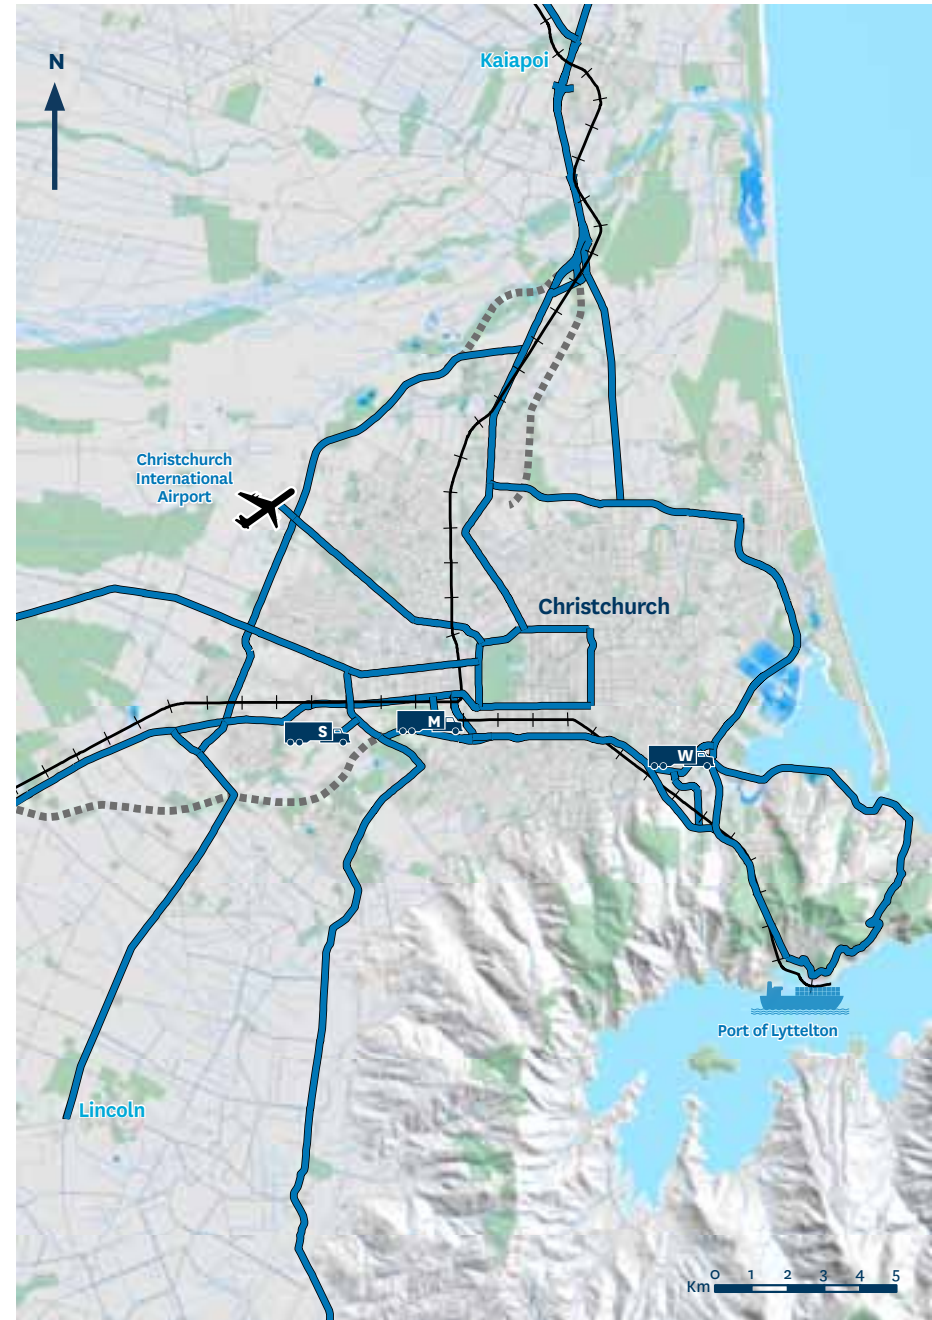 Kaiapoi
N
Christchurch
International
Airport
Christchurch
S
M
W
Port of Lyttelton
Lincoln
Km 0 1 2 3 4 5